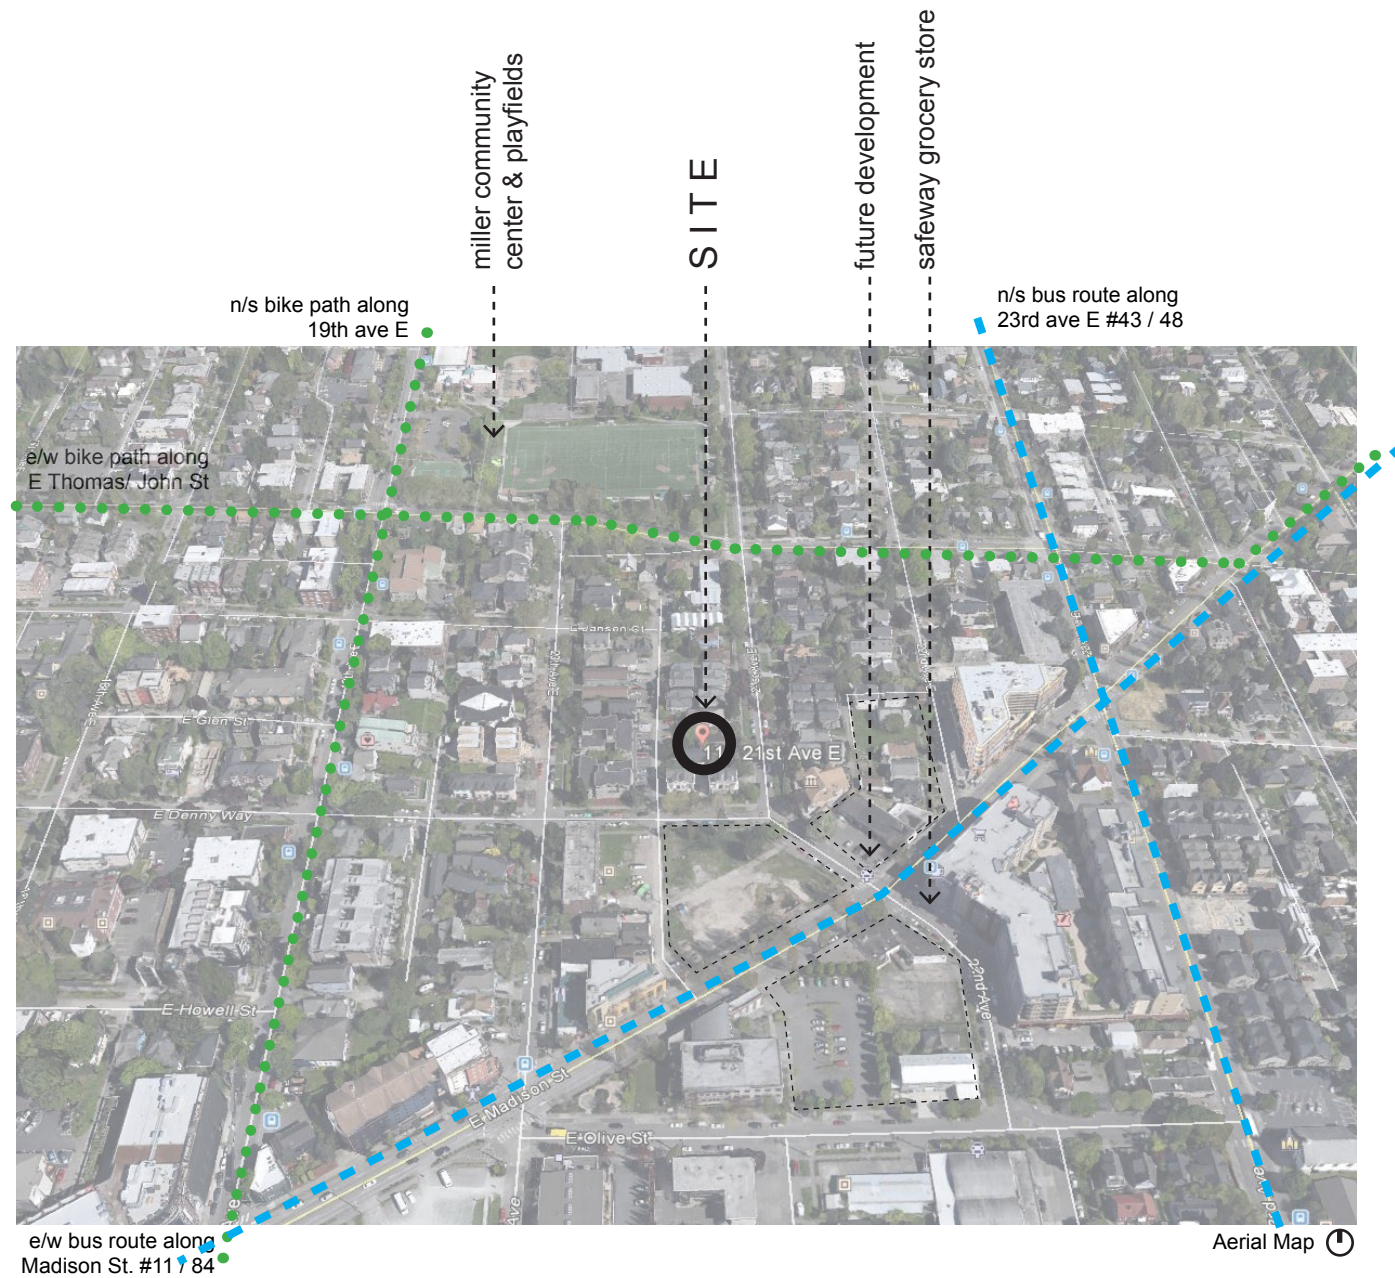 miller community
center & playfields
SITE
future development
safeway grocery store
n/s bike path along
19th ave E
n/s bus route along
23rd ave E #43 / 48
e/w bike path along
E Thomas/ John St
E Glen St
11
21st Ave E
E Denny Way
E Howell St
22nd Ave
E Madison St
E Olive St
Ave
e/w bus route along
Madison St. #11 / 84
Aerial Map